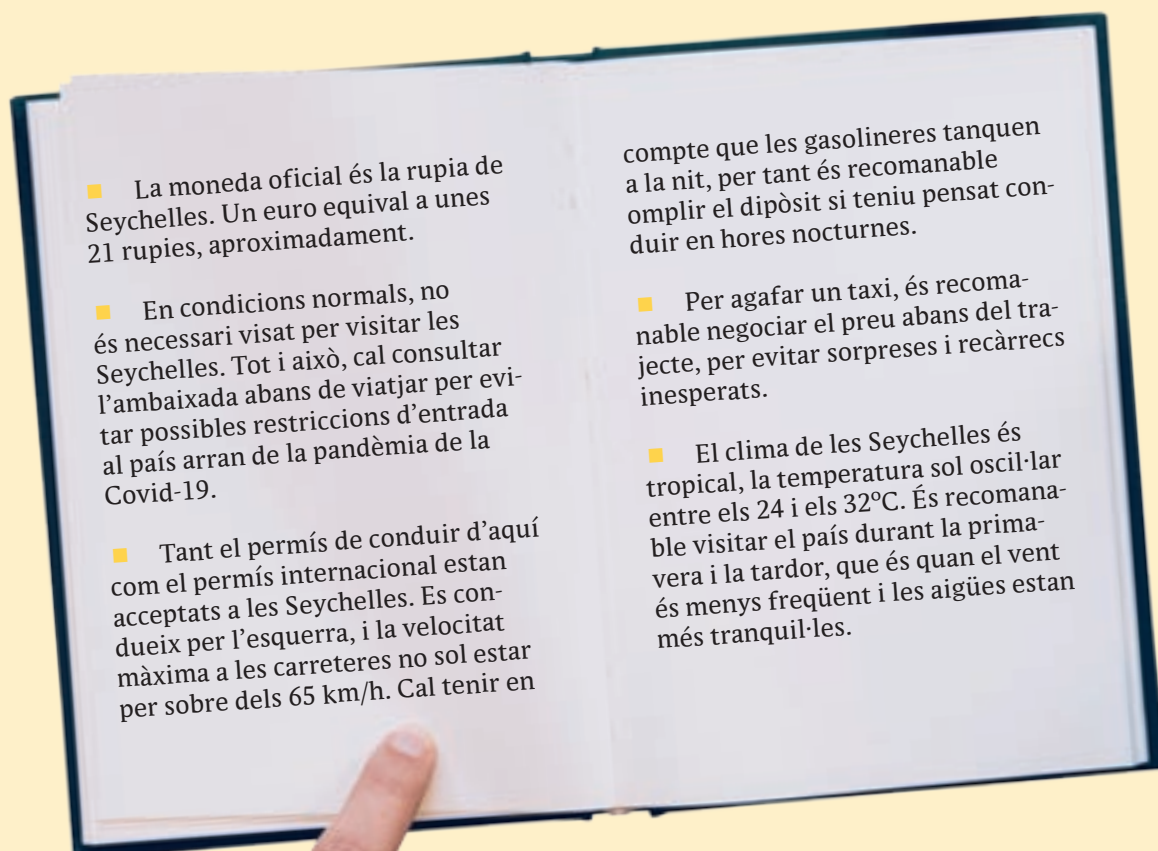 La moneda oficial és la rupia de
Seychelles. Un euro equival a unes
21 rupies, aproximadament.
En condicions normals, no
és necessari visat per visitar les
Seychelles. Tot i això, cal consultar
l’ambaixada abans de viatjar per evi-
tar possibles restriccions d’entrada
al país arran de la pandèmia de la
Covid-19.
Tant el permís de conduir d’aquí
com el permís internacional estan
acceptats a les Seychelles. Es con-
dueix per l’esquerra, i la velocitat
màxima a les carreteres no sol estar
per sobre dels 65 km/h. Cal tenir en
compte que les gasolineres tanquen
a la nit, per tant és recomanable
omplir el dipòsit si teniu pensat con-
duir en hores nocturnes.
Per agafar un taxi, és recoma-
nable negociar el preu abans del tra-
jecte, per evitar sorpreses i recàrrecs
inesperats.
El clima de les Seychelles és
tropical, la temperatura sol oscil·lar
entre els 24 i els 32ºC. És recomana-
ble visitar el país durant la prima-
vera i la tardor, que és quan el vent
és menys freqüent i les aigües estan
més tranquil·les.